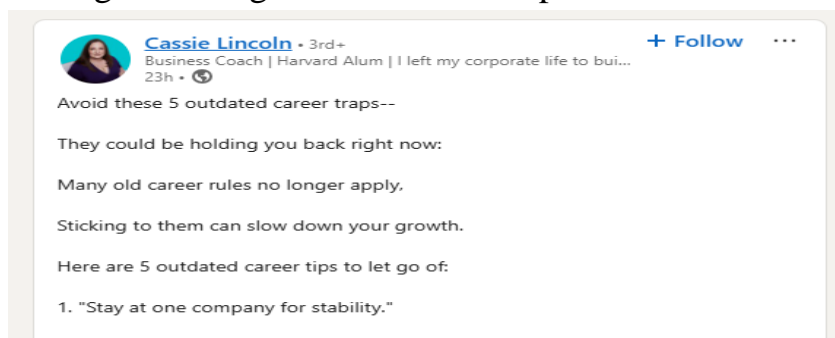 Cassie Lincoln • 3rd+
+ Follow ...
Business Coach | Harvard Alum | I left my corporate life to bui...
23h •
Avoid these 5 outdated career traps--
They could be holding you back right now:
Many old career rules no longer apply,
Sticking to them can slow down your growth.
Here are 5 outdated career tips to let go of:
1. "Stay at one company for stability."